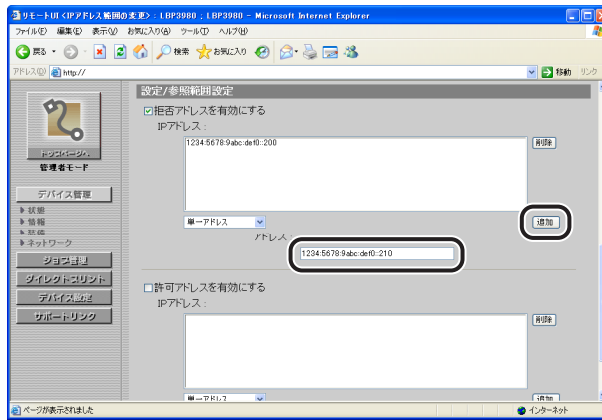 リモートUI <IPアドレス範囲の変更> : LBP3980 ; LBP3980 - Microsoft Internet Explorer
ファイル(F) 編集(E) 表示(V) お気に入り(A) ツール(T) ヘルプ(H)
戻る 検索 お気に入り
アドレス(D) http:// 移動 リンク
トップページへ
管理者モード
デバイス管理
状態
情報
ネットワーク
ジョブ管理
ダイレクトプリント
デバイス設定
サポートリンク
設定/参照範囲設定
拒否アドレスを有効にする
IPアドレス :
1234:5678:9abc:def0::200
削除
単一アドレス
追加
アドレス :
1234:5678:9abc:def0::210
許可アドレスを有効にする
IPアドレス :
削除
単一アドレス
追加
ページが表示されました
インターネット